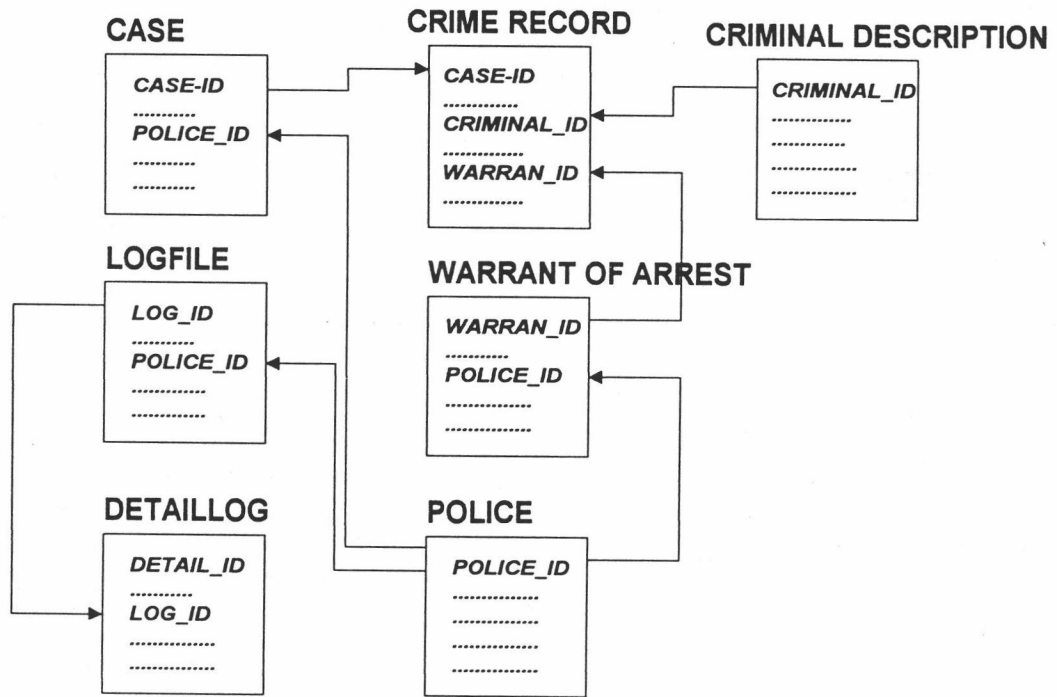 CASE
CASE-ID
............
POLICE_ID
............
............
CRIME RECORD
CASE-ID
..............
CRIMINAL_ID
...............
WARRAN_ID
...............
CRIMINAL DESCRIPTION
CRIMINAL_ID
..............
.............
...............
...............
LOGFILE
LOG_ID
...........
POLICE_ID
.............
.............
WARRANT OF ARREST
WARRAN_ID
...........
POLICE_ID
...............
...............
DETAILLOG
DETAIL_ID
...........
LOG_ID
...............
...............
POLICE
POLICE_ID
...............
...............
...............
...............